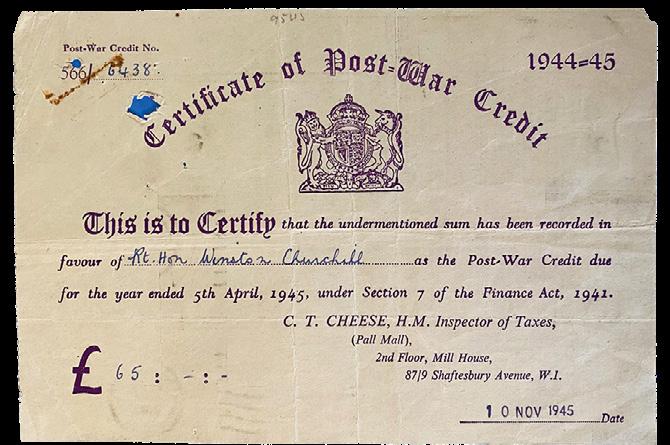 Post-War Credit No.
566/6438.
1944-45
Certificate of Post-War Credit
This is to Certify that the undermentioned sum has been recorded in
favour of Rt. Hon Winston Churchill as the Post-War Credit due
for the year ended 5th April, 1945, under Section 7 of the Finance Act, 1941.
C. T. CHEESE, H.M. Inspector of Taxes,
(Pall Mall),
2nd Floor, Mill House,
87/9 Shaftesbury Avenue, W.I.
£ 65 : - : -
10 NOV 1945 Date